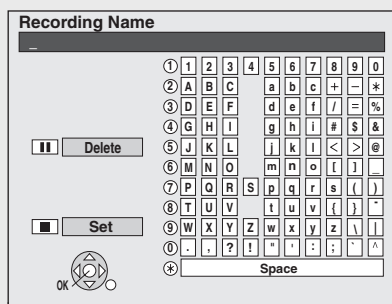 Recording Name
_
① 1 2 3 4 5 6 7 8 9 0
② A B C a b c + − *
③ D E F d e f / = %
④ G H I g h i # $ &
Delete ⑤ J K L j k l < > @
⑥ M N O m n o [ ] _
⑦ P Q R S p q r s ( )
⑧ T U V t u v { } ¯
Set ⑨ W X Y Z w x y z \ |
⓪ . , ? ! " ' : ; ` ^
OK ✱ Space